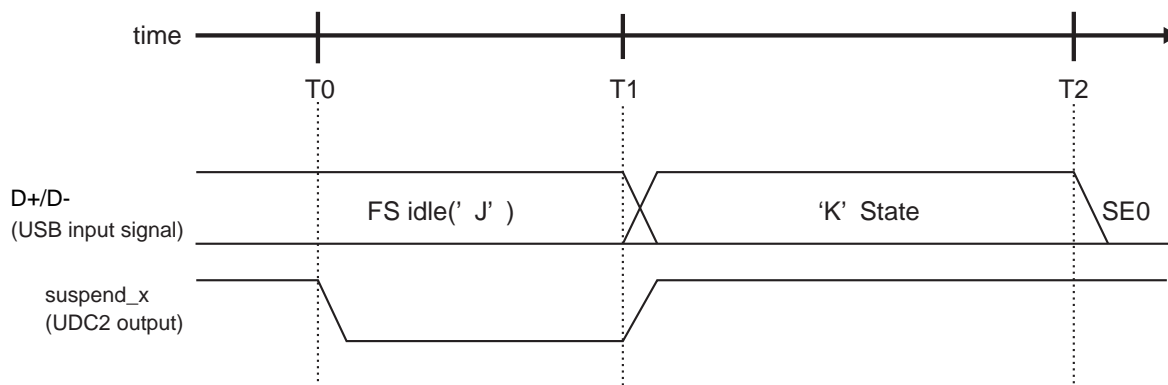 time
T0
T1
T2
D+/D-
(USB input signal)
FS idle(' J' )
‘K' State
SE0
suspend_x
(UDC2 output)